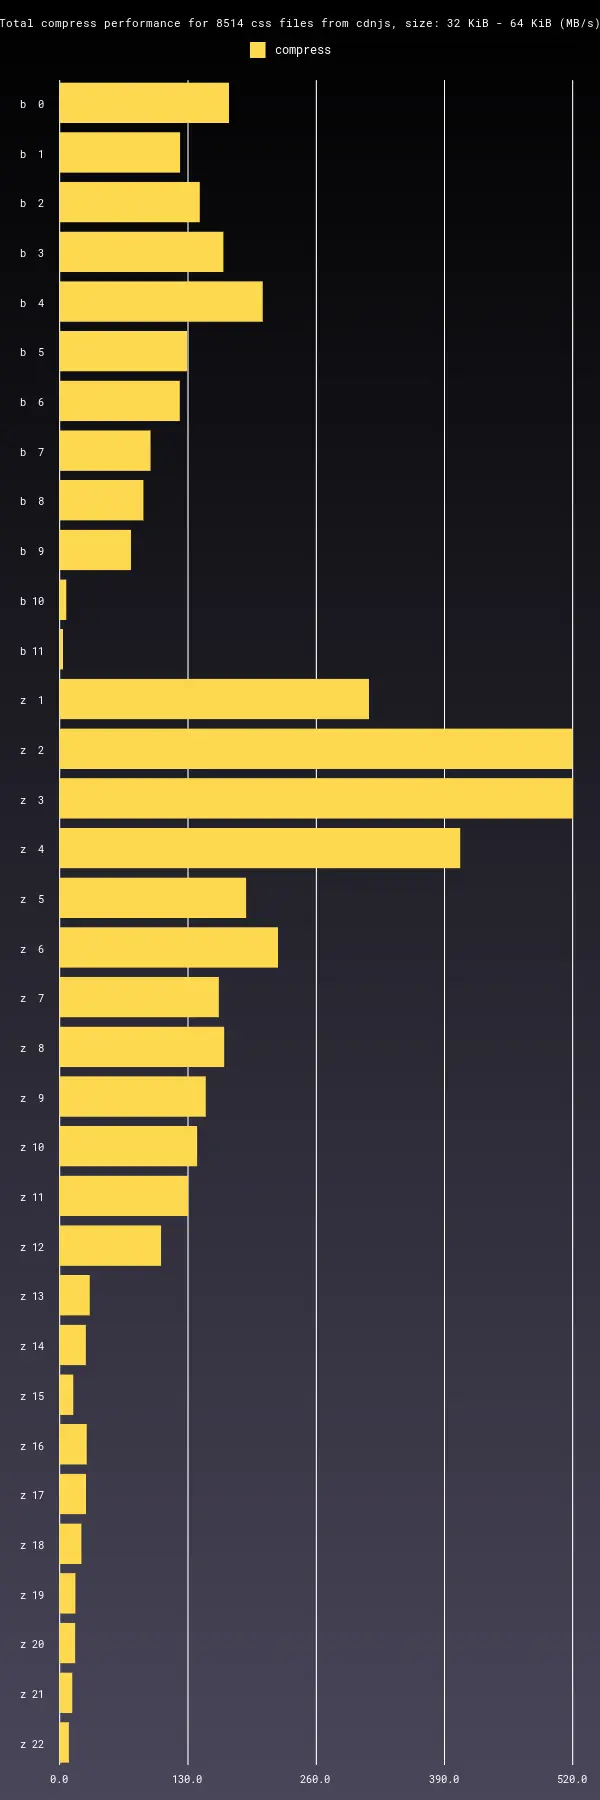 Total compress performance for 8514 css files from cdnjs, size: 32 KiB - 64 KiB (MB/s)
compress
b 0
b 1
b 2
b 3
b 4
b 5
b 6
b 7
b 8
b 9
b 10
b 11
z 1
z 2
z 3
z 4
z 5
z 6
z 7
z 8
z 9
z 10
z 11
z 12
z 13
z 14
z 15
z 16
z 17
z 18
z 19
z 20
z 21
z 22
0.0 130.0 260.0 390.0 520.0